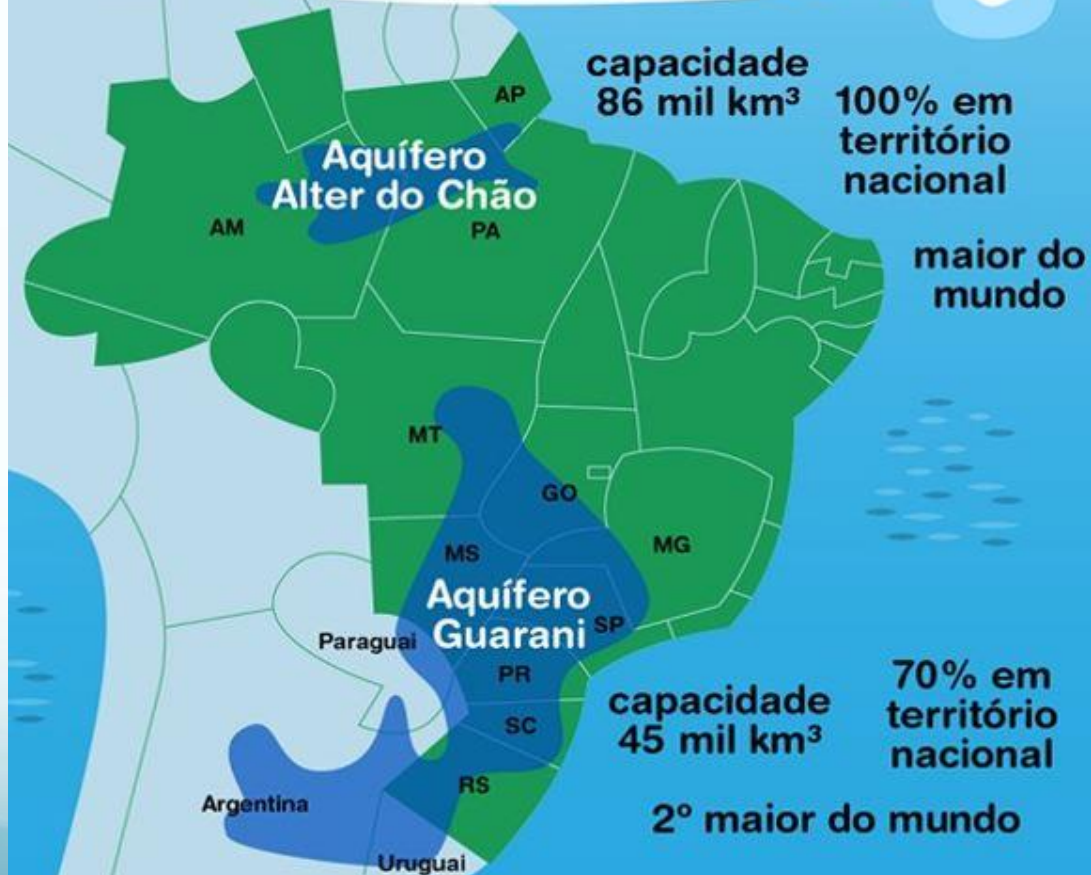 capacidade
86 mil km³
100% em
território
nacional
maior do
mundo
AP
Aquífero
Alter do Chão
AM
PA
MT
GO
MS
MG
Aquífero
Guarani
SP
Paraguai
PR
SC
capacidade
45 mil km³
70% em
território
nacional
RS
Argentina
2º maior do mundo
Uruguai